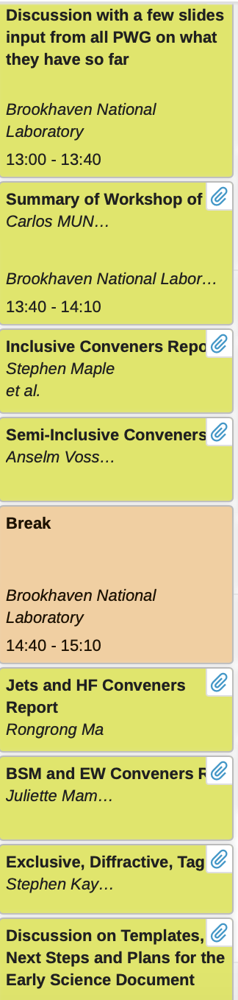 Discussion with a few slides
input from all PWG on what
they have so far
Brookhaven National
Laboratory
13:00 - 13:40
Summary of Workshop of
Carlos MUN…
Brookhaven National Labor…
13:40 - 14:10
Inclusive Conveners Repo
Stephen Maple
et al.
Semi-Inclusive Conveners
Anselm Voss…
Break
Brookhaven National
Laboratory
14:40 - 15:10
Jets and HF Conveners
Report
Rongrong Ma
BSM and EW Conveners R
Juliette Mam…
Exclusive, Diffractive, Tag
Stephen Kay…
Discussion on Templates,
Next Steps and Plans for the
Early Science Document